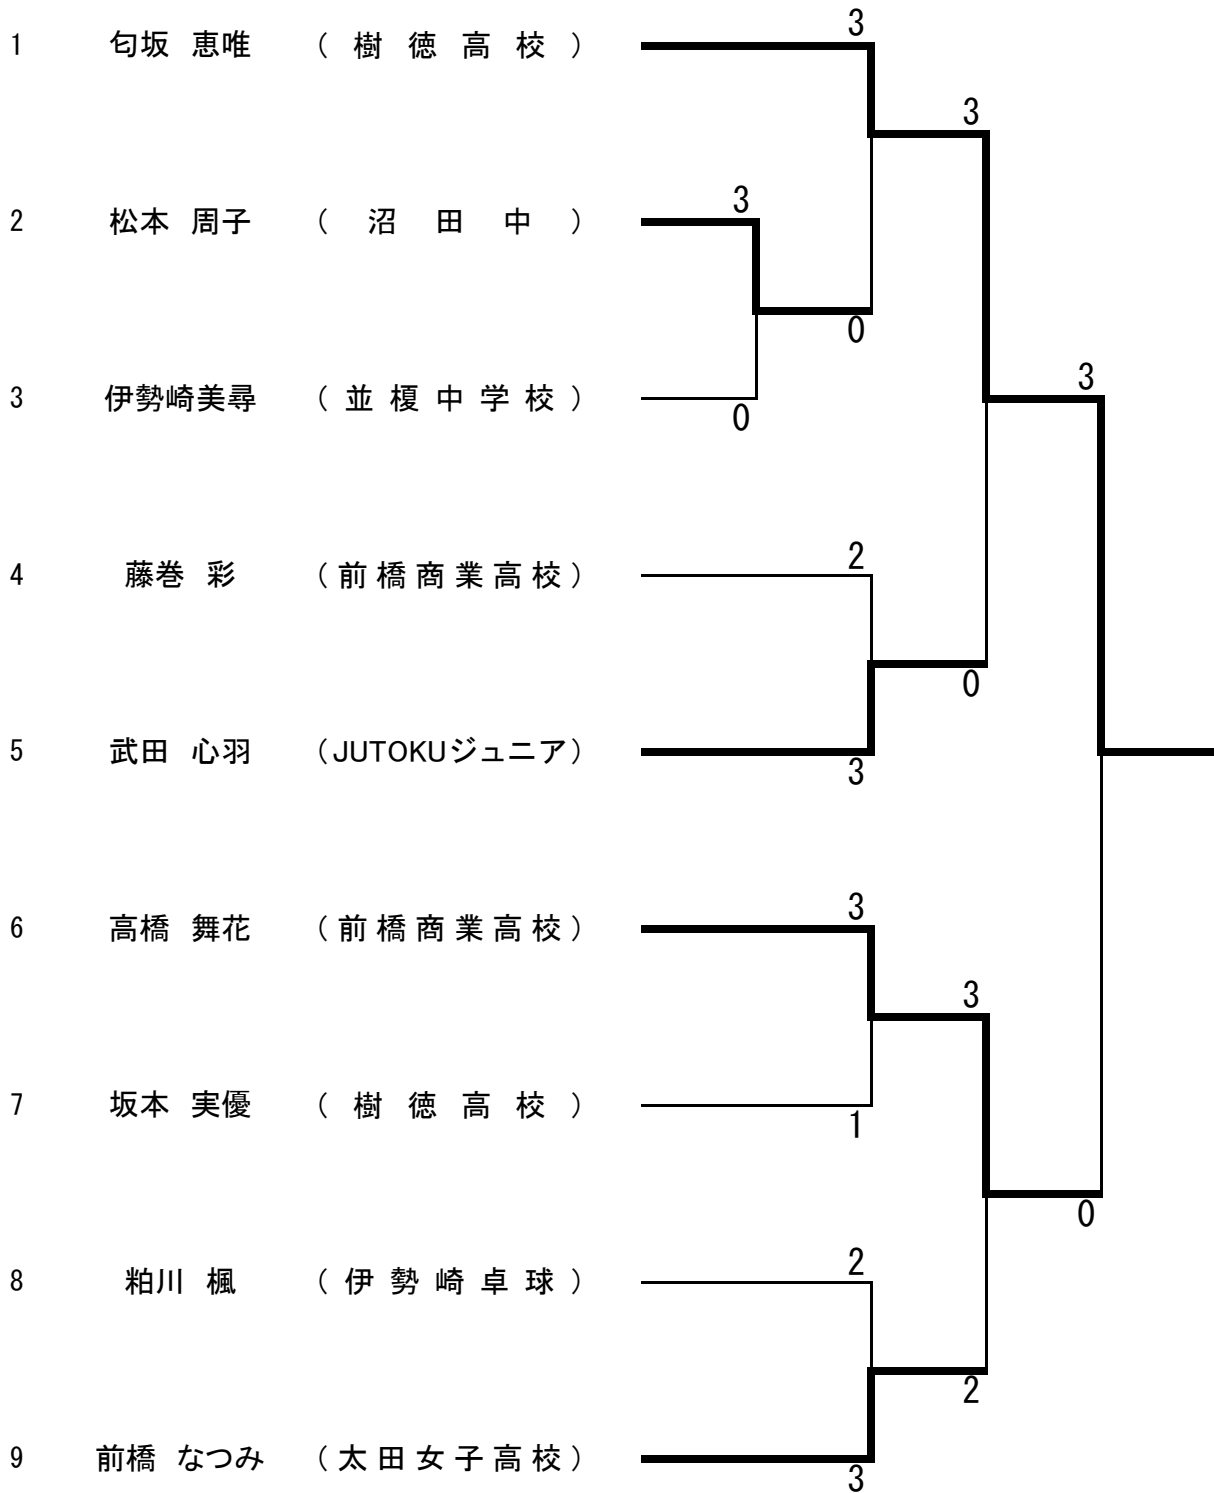 3
1 匂坂 恵唯 (樹徳高校)
3
3
2 松本 周子 (沼田中)
0
3
3 伊勢崎美尋 (並榎中学校)
0
2
4 藤巻 彩 (前橋商業高校)
0
5 武田 心羽 (JUTOKUジュニア)
3
3
6 高橋 舞花 (前橋商業高校)
3
7 坂本 実優 (樹徳高校)
1
0
2
8 粕川 楓 (伊勢崎卓球)
2
9 前橋 なつみ (太田女子高校)
3